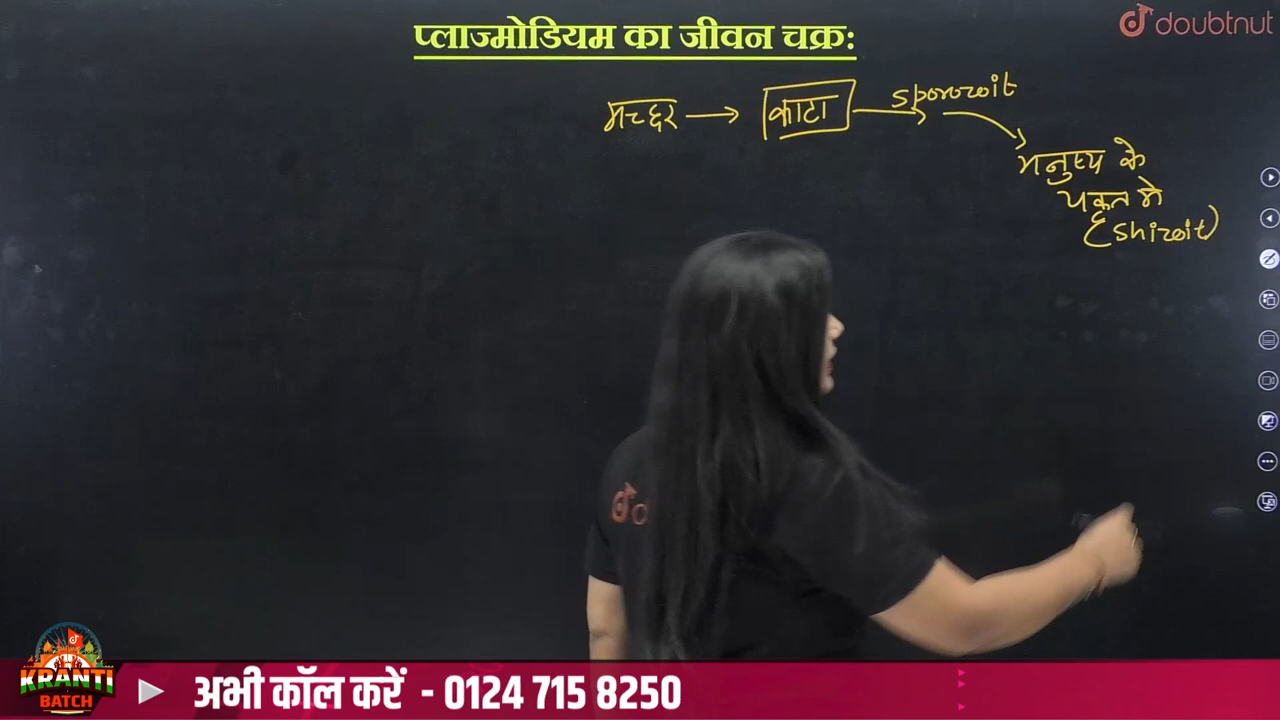 प्लाज्मोडियम का जीवन चक्र:
doubtnut
मच्छर → काटा → sporozoit →
मनुष्य के
यकृत में
(Shizoit)
d
KRANTI
BATCH
अभी कॉल करें - 0124 715 8250